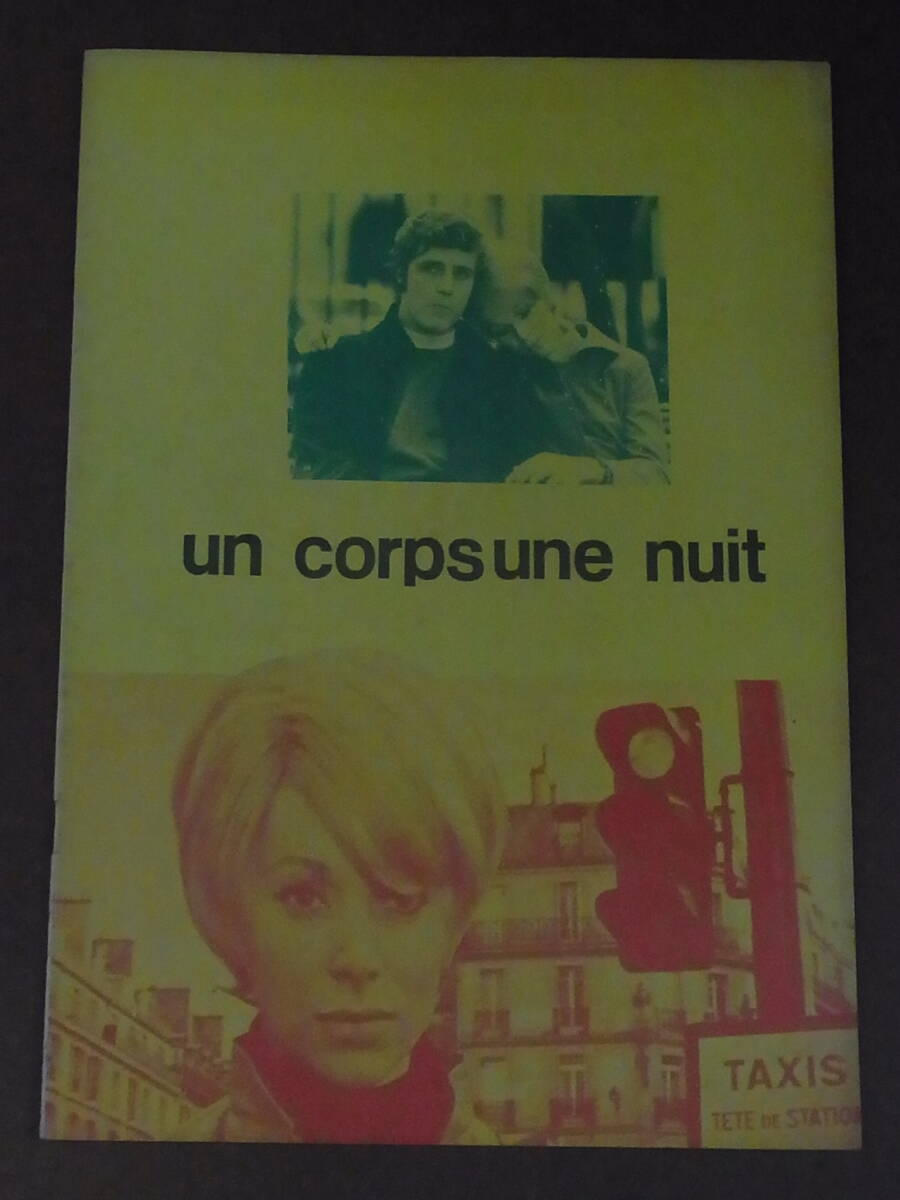 un corps une nuit
TAXIS
TETE DE STATION